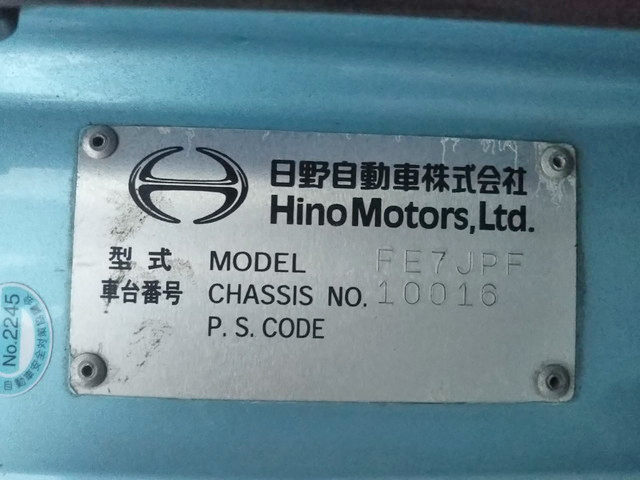 日野自動車株式会社
Hino Motors, Ltd.
型式 MODEL FE7JPF
車台番号 CHASSIS NO. 10016
P.S.CODE
No.2245